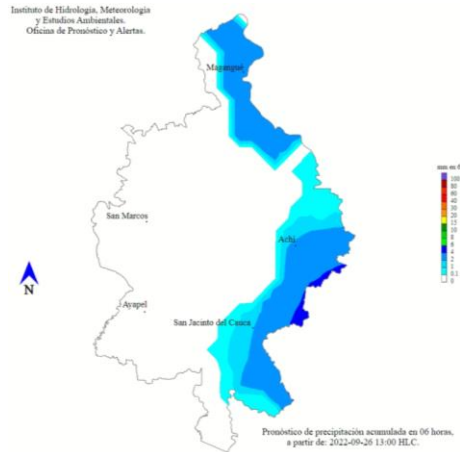 Instituto de Hidrología, Meteorología
y Estudios Ambientales.
Oficina de Pronóstico y Alertas.
Magangué
San Marcos
Achí
Ayapel
San Jacinto del Cauca
N
mm en 6
100
80
60
40
30
20
15
10
8
6
4
2
1
0.1
0
Pronóstico de precipitación acumulada en 06 horas,
a partir de: 2022-09-26 13:00 HLC.